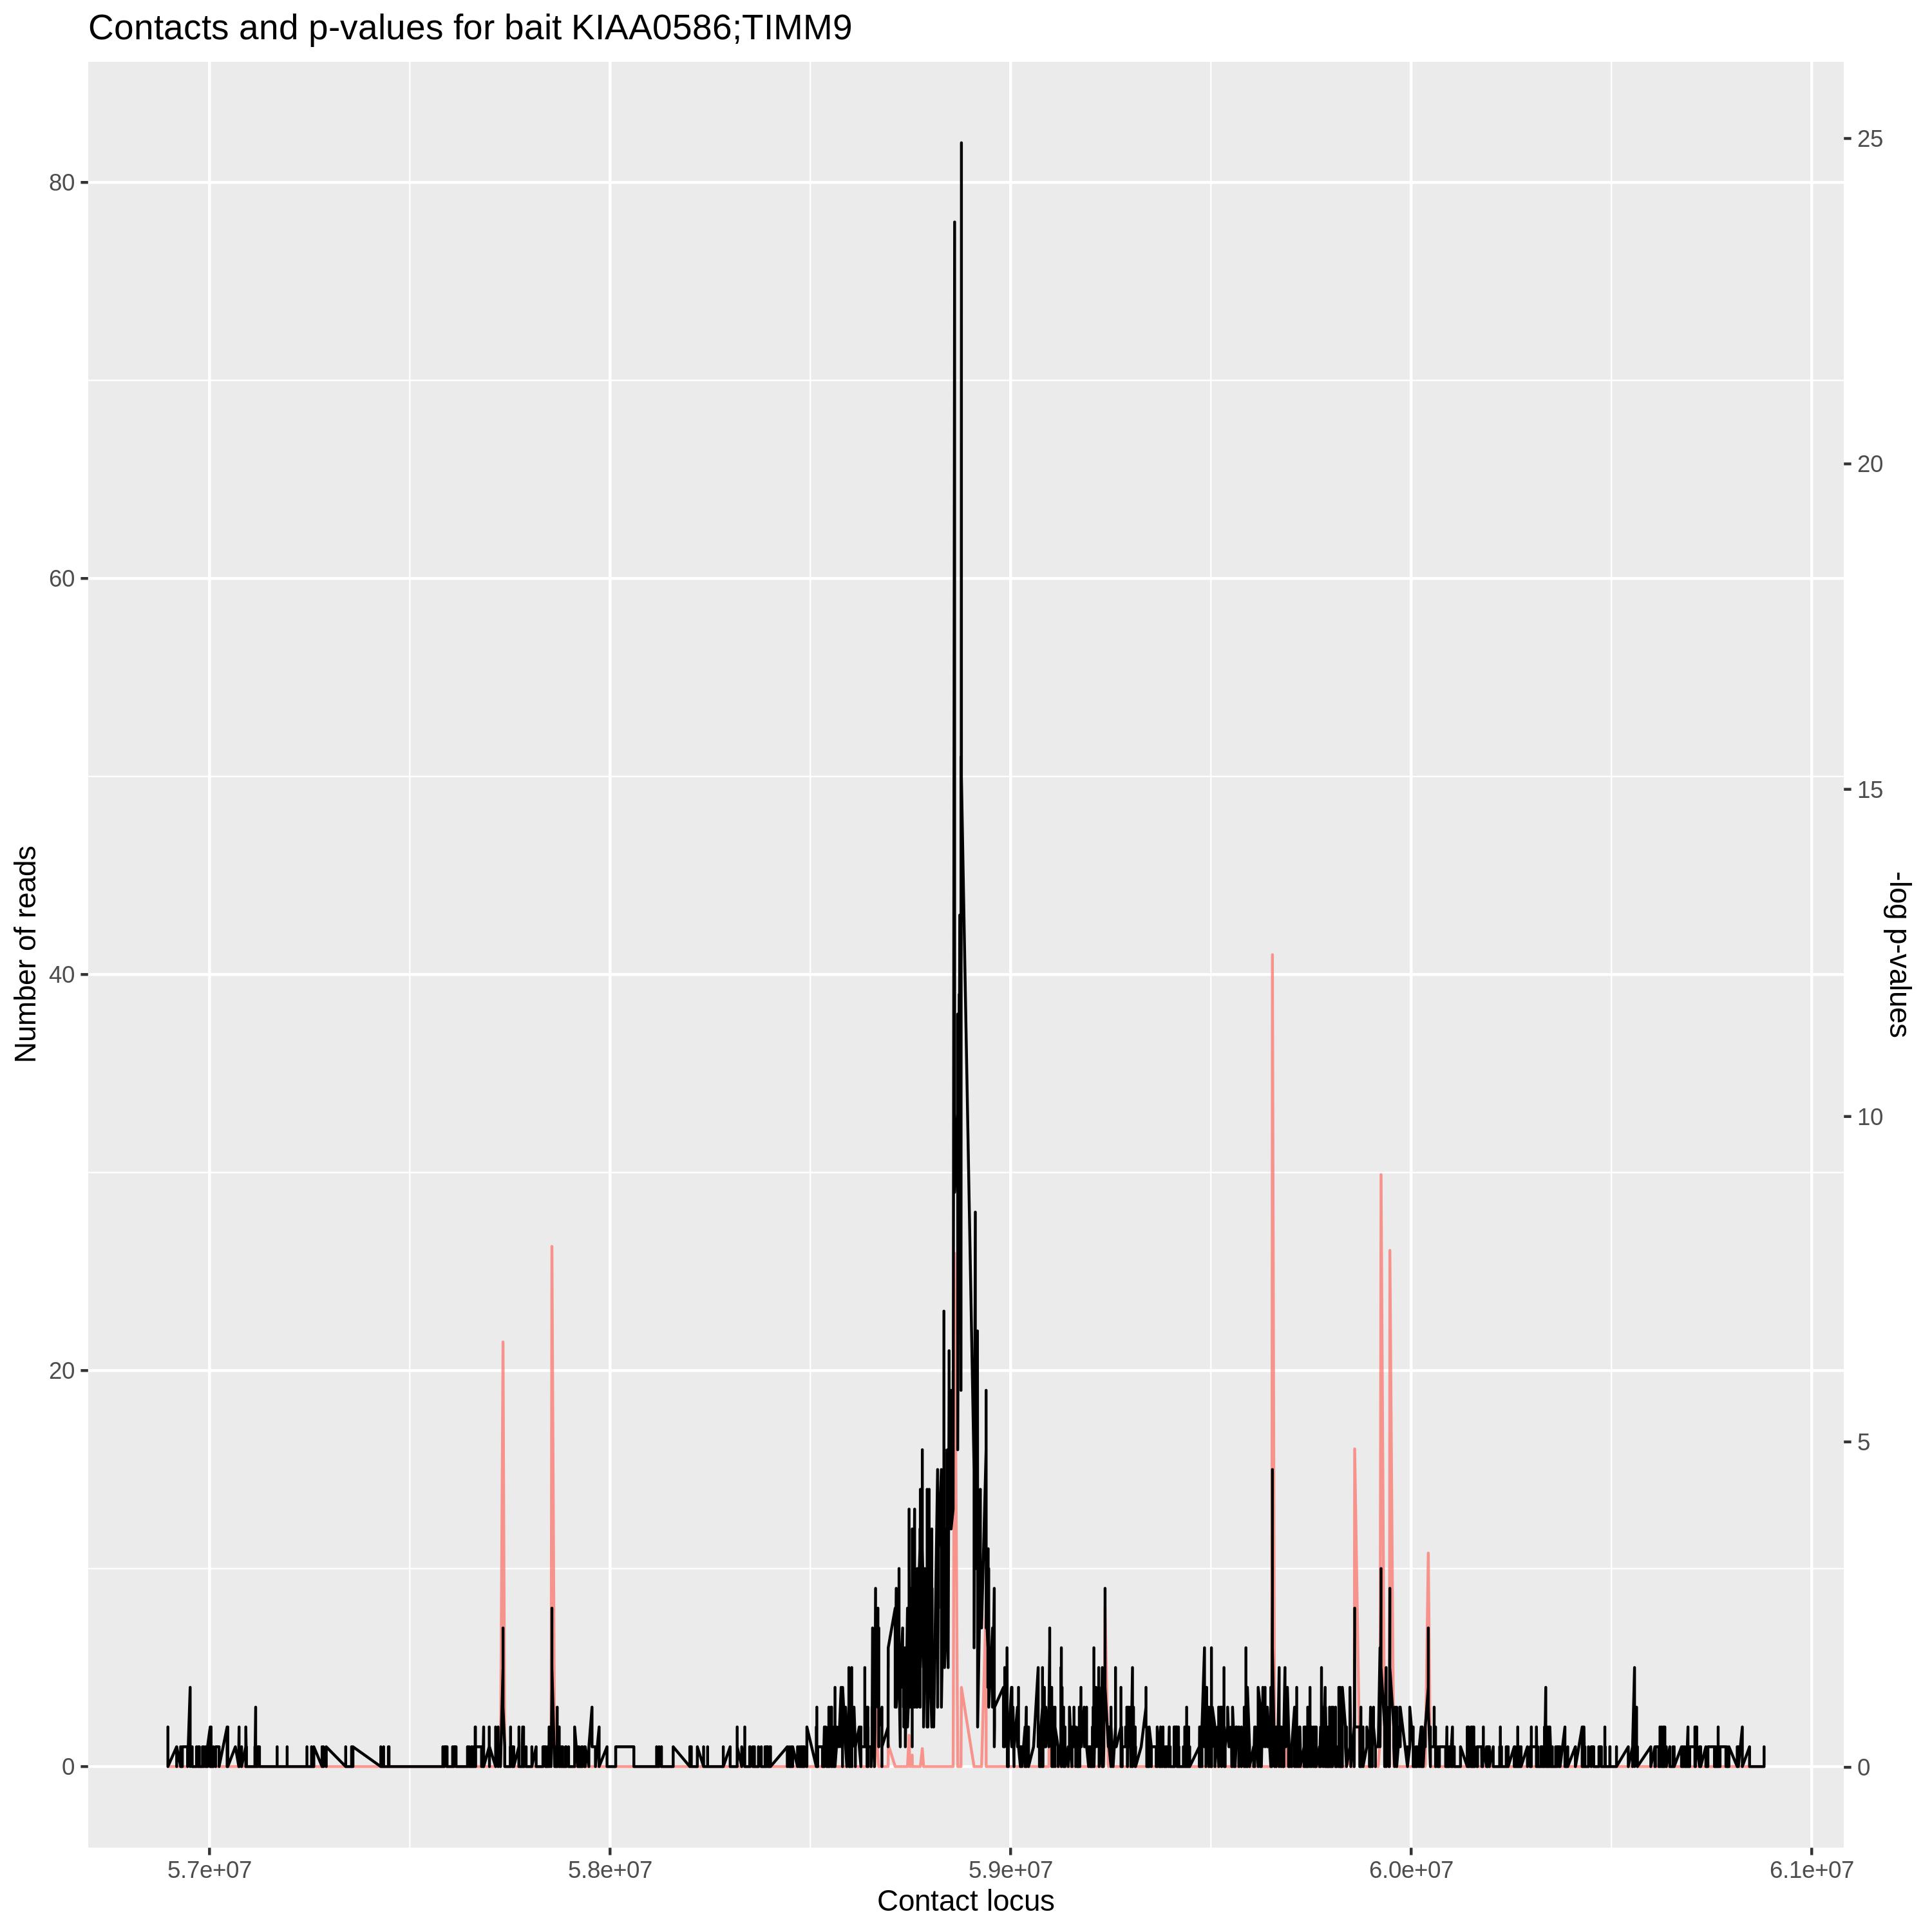 Contacts and p-values for bait KIAA0586;TIMM9
80
60
40
20
0
Number of reads
25
20
15
10
5
0
-log p-values
5.7e+07
5.8e+07
5.9e+07
6.0e+07
6.1e+07
Contact locus